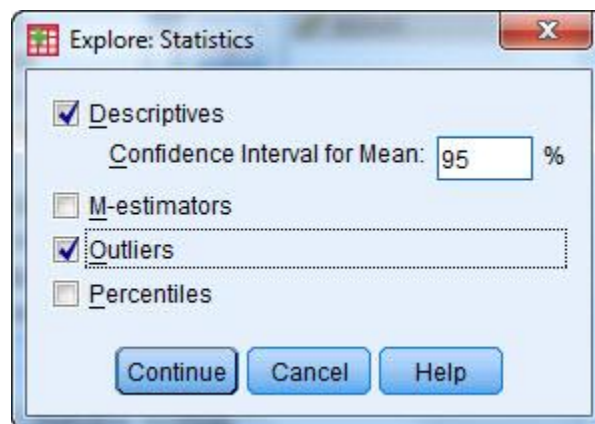 Explore: Statistics
Descriptives
Confidence Interval for Mean: 95 %
M-estimators
Outliers
Percentiles
Continue Cancel Help